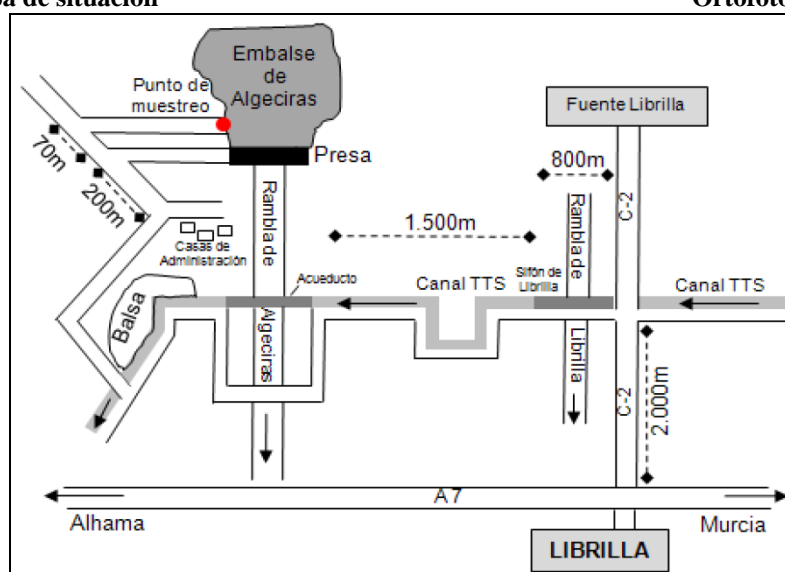 a de situación
Ortofoto
Embalse
de
Algeciras
Punto de
muestreo
Presa
Fuente Librilla
70m
200m
800m
1.500m
C-2
Rambla de
Rambla de
Casas de
Administración
Acueducto
Canal TTS
Sifón de
Librilla
Canal TTS
Balsa
Algeciras
Librilla
C-2
2.000m
A7
Alhama
Murcia
LIBRILLA